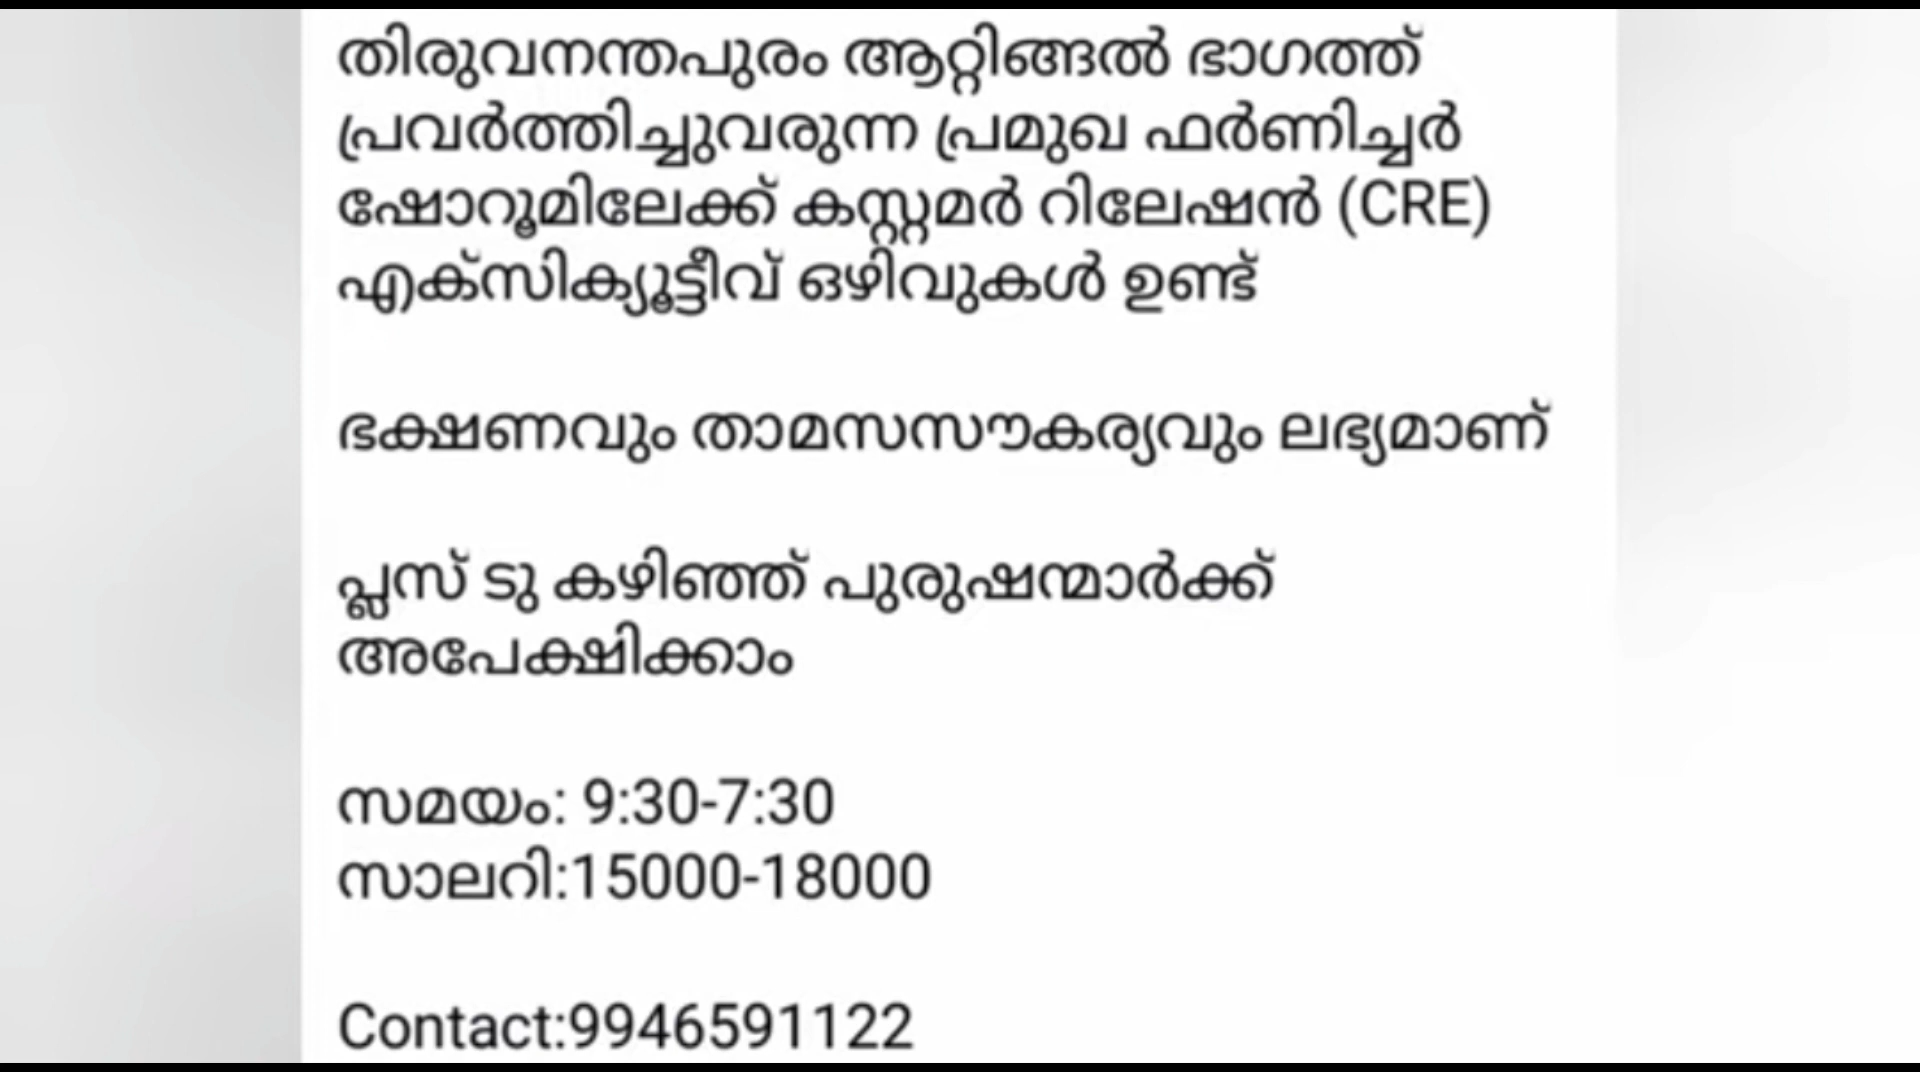 തിരുവനന്തപുരം ആറ്റിങ്ങൽ ഭാഗത്ത്
പ്രവർത്തിച്ചുവരുന്ന പ്രമുഖ ഫർണിച്ചർ
ഷോറൂമിലേക്ക് കസ്റ്റമർ റിലേഷൻ (CRE)
എക്സിക്യൂട്ടീവ് ഒഴിവുകൾ ഉണ്ട്
ഭക്ഷണവും താമസസൗകര്യവും ലഭ്യമാണ്
പ്ലസ് ടു കഴിഞ്ഞ് പുരുഷന്മാർക്ക്
അപേക്ഷിക്കാം
സമയം: 9:30-7:30
സാലറി:15000-18000
Contact:9946591122